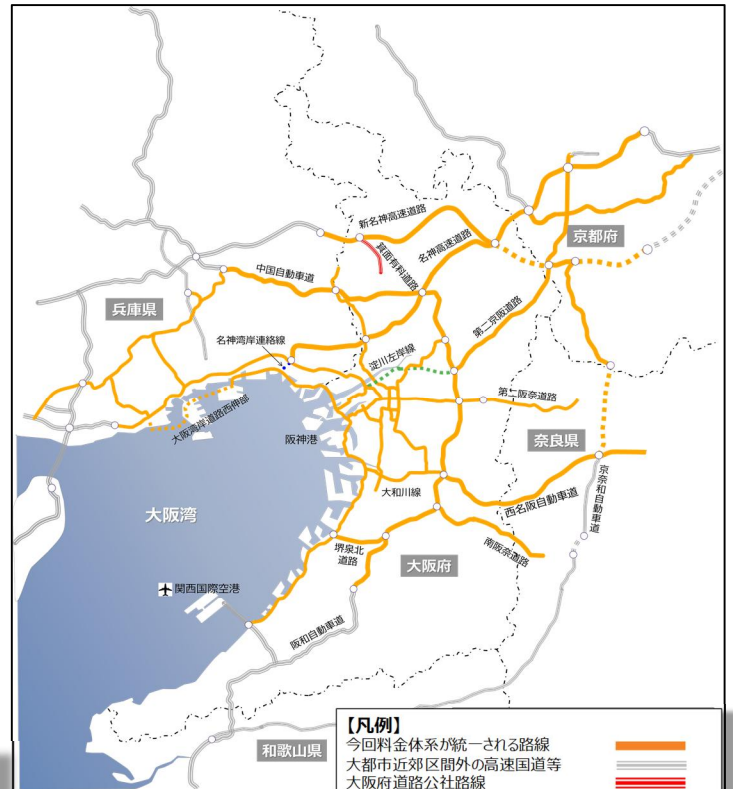 新名神高速道路
京都府
名神高速道路
箕面有料道路
中国自動車道
兵庫県
第二京阪道路
名神湾岸連絡線
淀川左岸線
第二阪奈道路
大阪湾岸道路西伸部
阪神港
奈良県
京奈和自動車道
大和川線
西名阪自動車道
大阪湾
南阪奈道路
堺泉北
道路
大阪府
関西国際空港
阪和自動車道
和歌山県
【凡例】
今回料金体系が統一される路線
大都市近郊区間外の高速国道等
大阪府道路公社路線